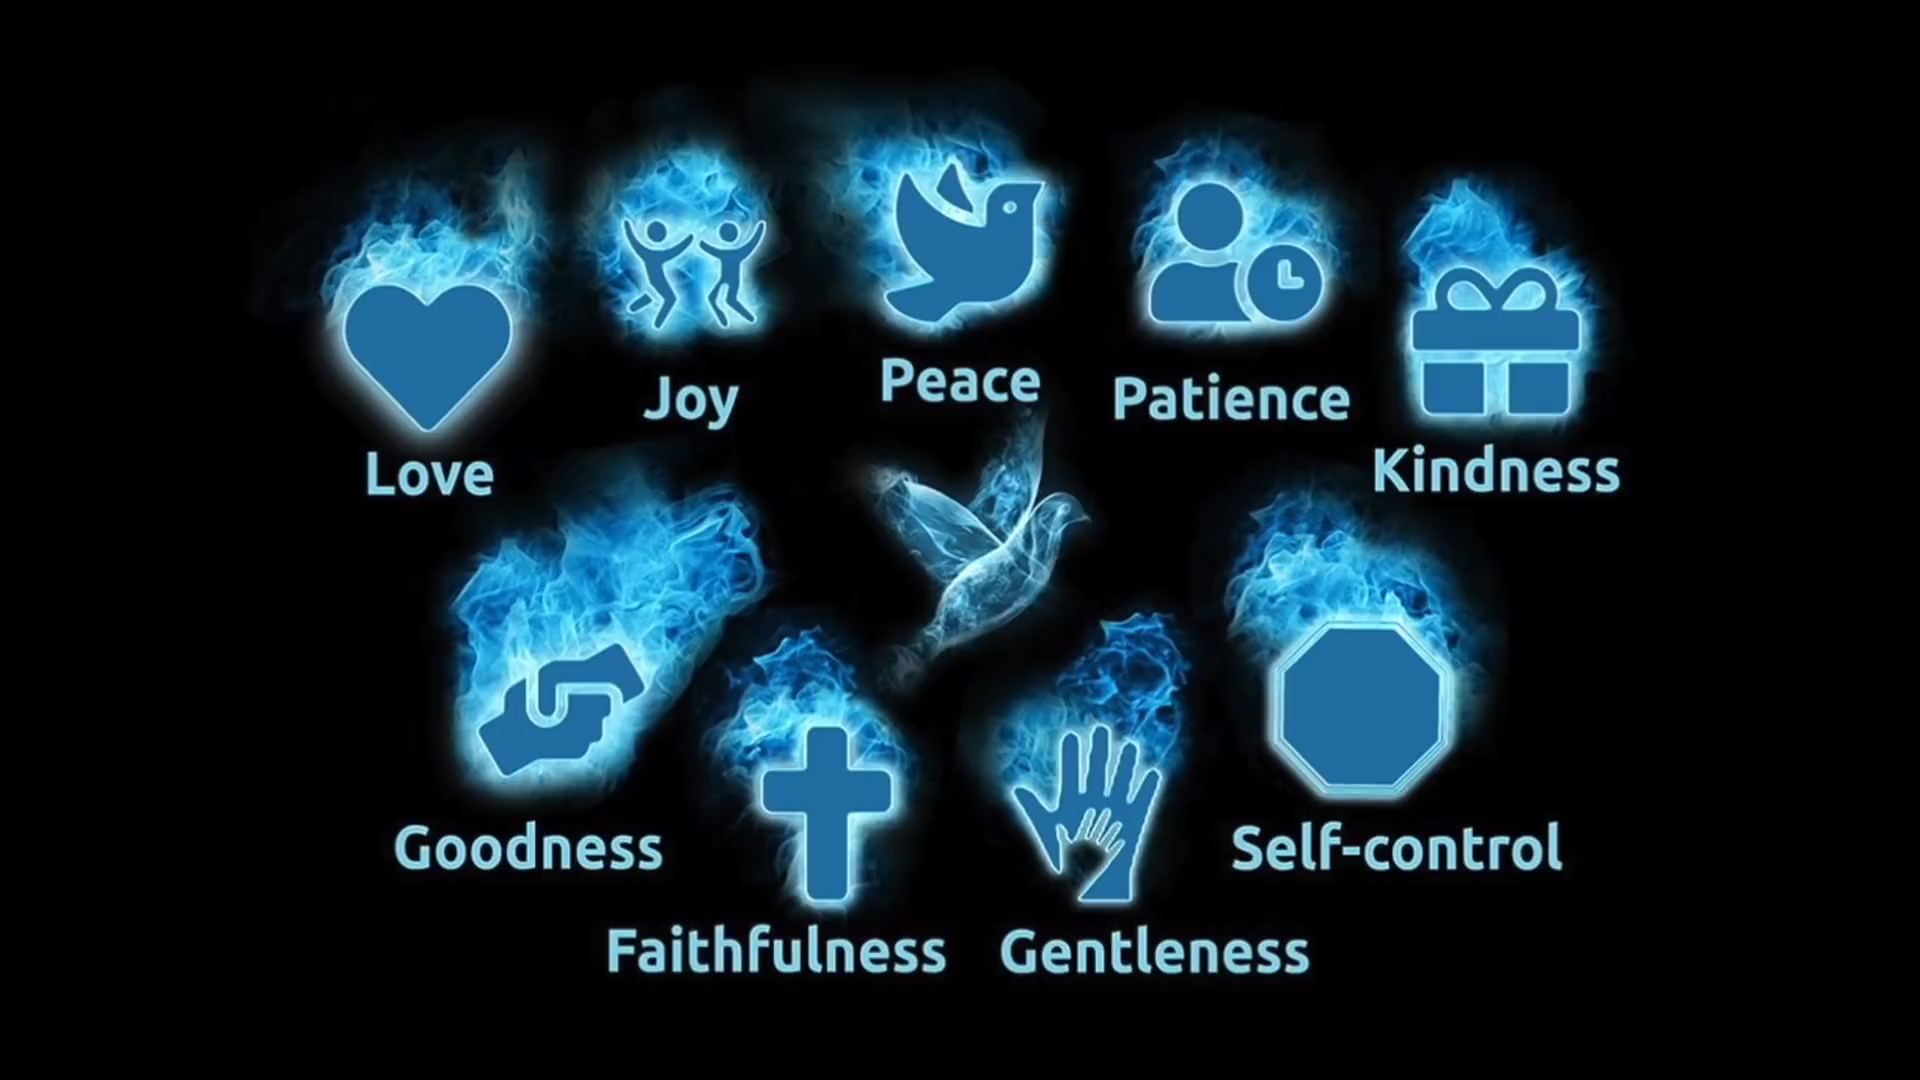 Love
Joy
Peace
Patience
Kindness
Goodness
Faithfulness
Gentleness
Self-control